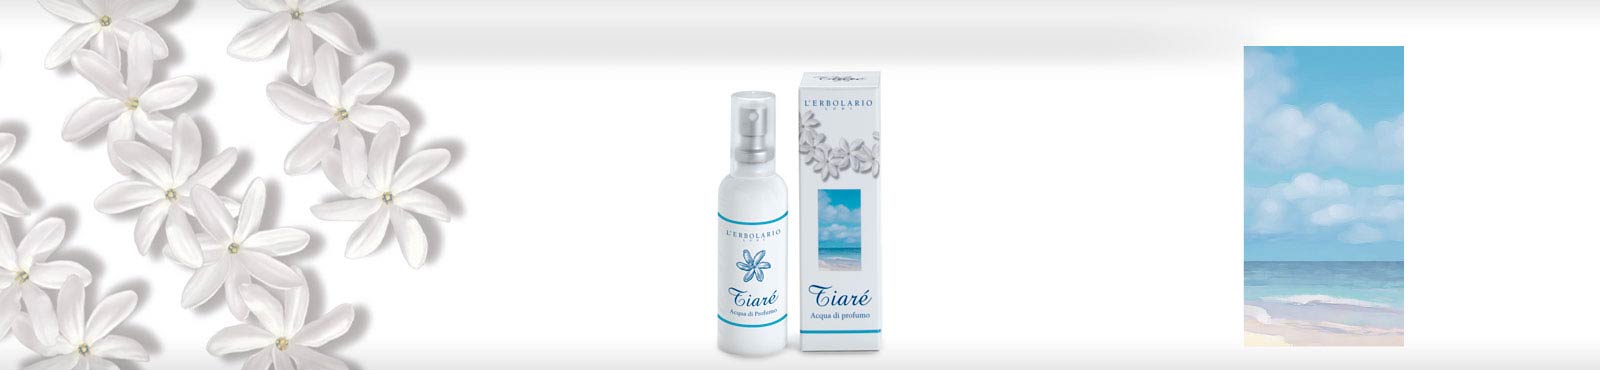 L'ERBOLARIO
LODI
Tiaré
Acqua di Profumo
L'ERBOLARIO
LODI
Tiaré
Acqua di profumo